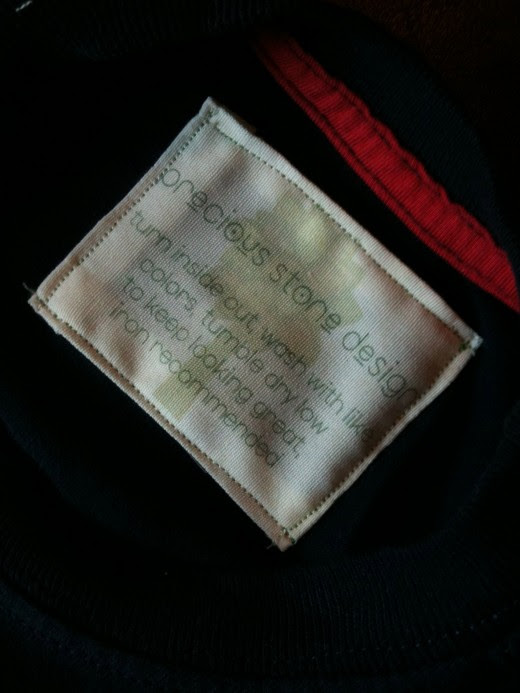 precious stone design
turn inside out, wash with like
colors, tumble dry low
to keep looking great.
iron recommended